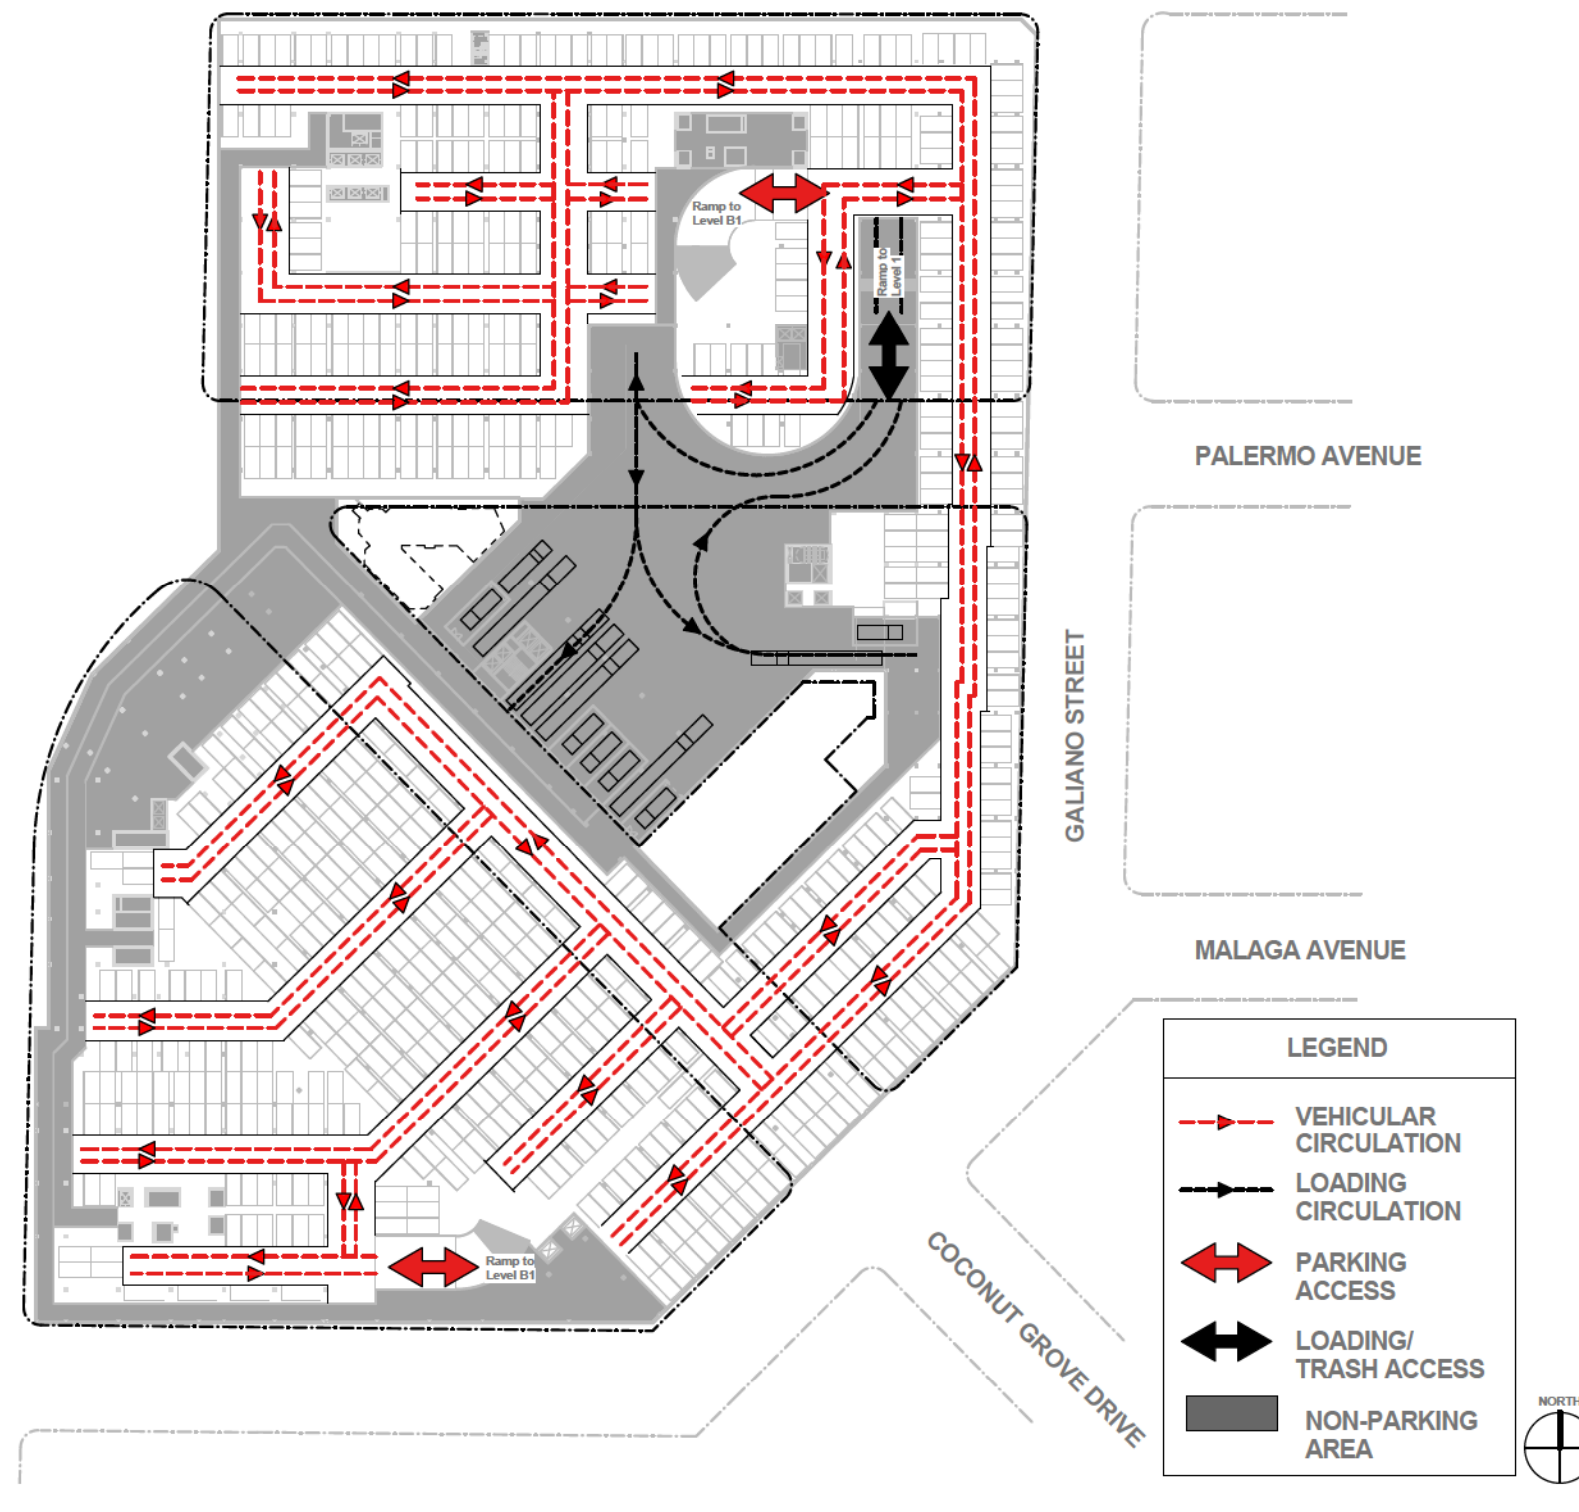 Ramp to
Level B1
Ramp to
Level 1
PALERMO AVENUE
GALIANO STREET
MALAGA AVENUE
COCONUT GROVE DRIVE
Ramp to
Level B1
LEGEND
VEHICULAR
CIRCULATION
LOADING
CIRCULATION
PARKING
ACCESS
LOADING/
TRASH ACCESS
NON-PARKING
AREA
NORTH